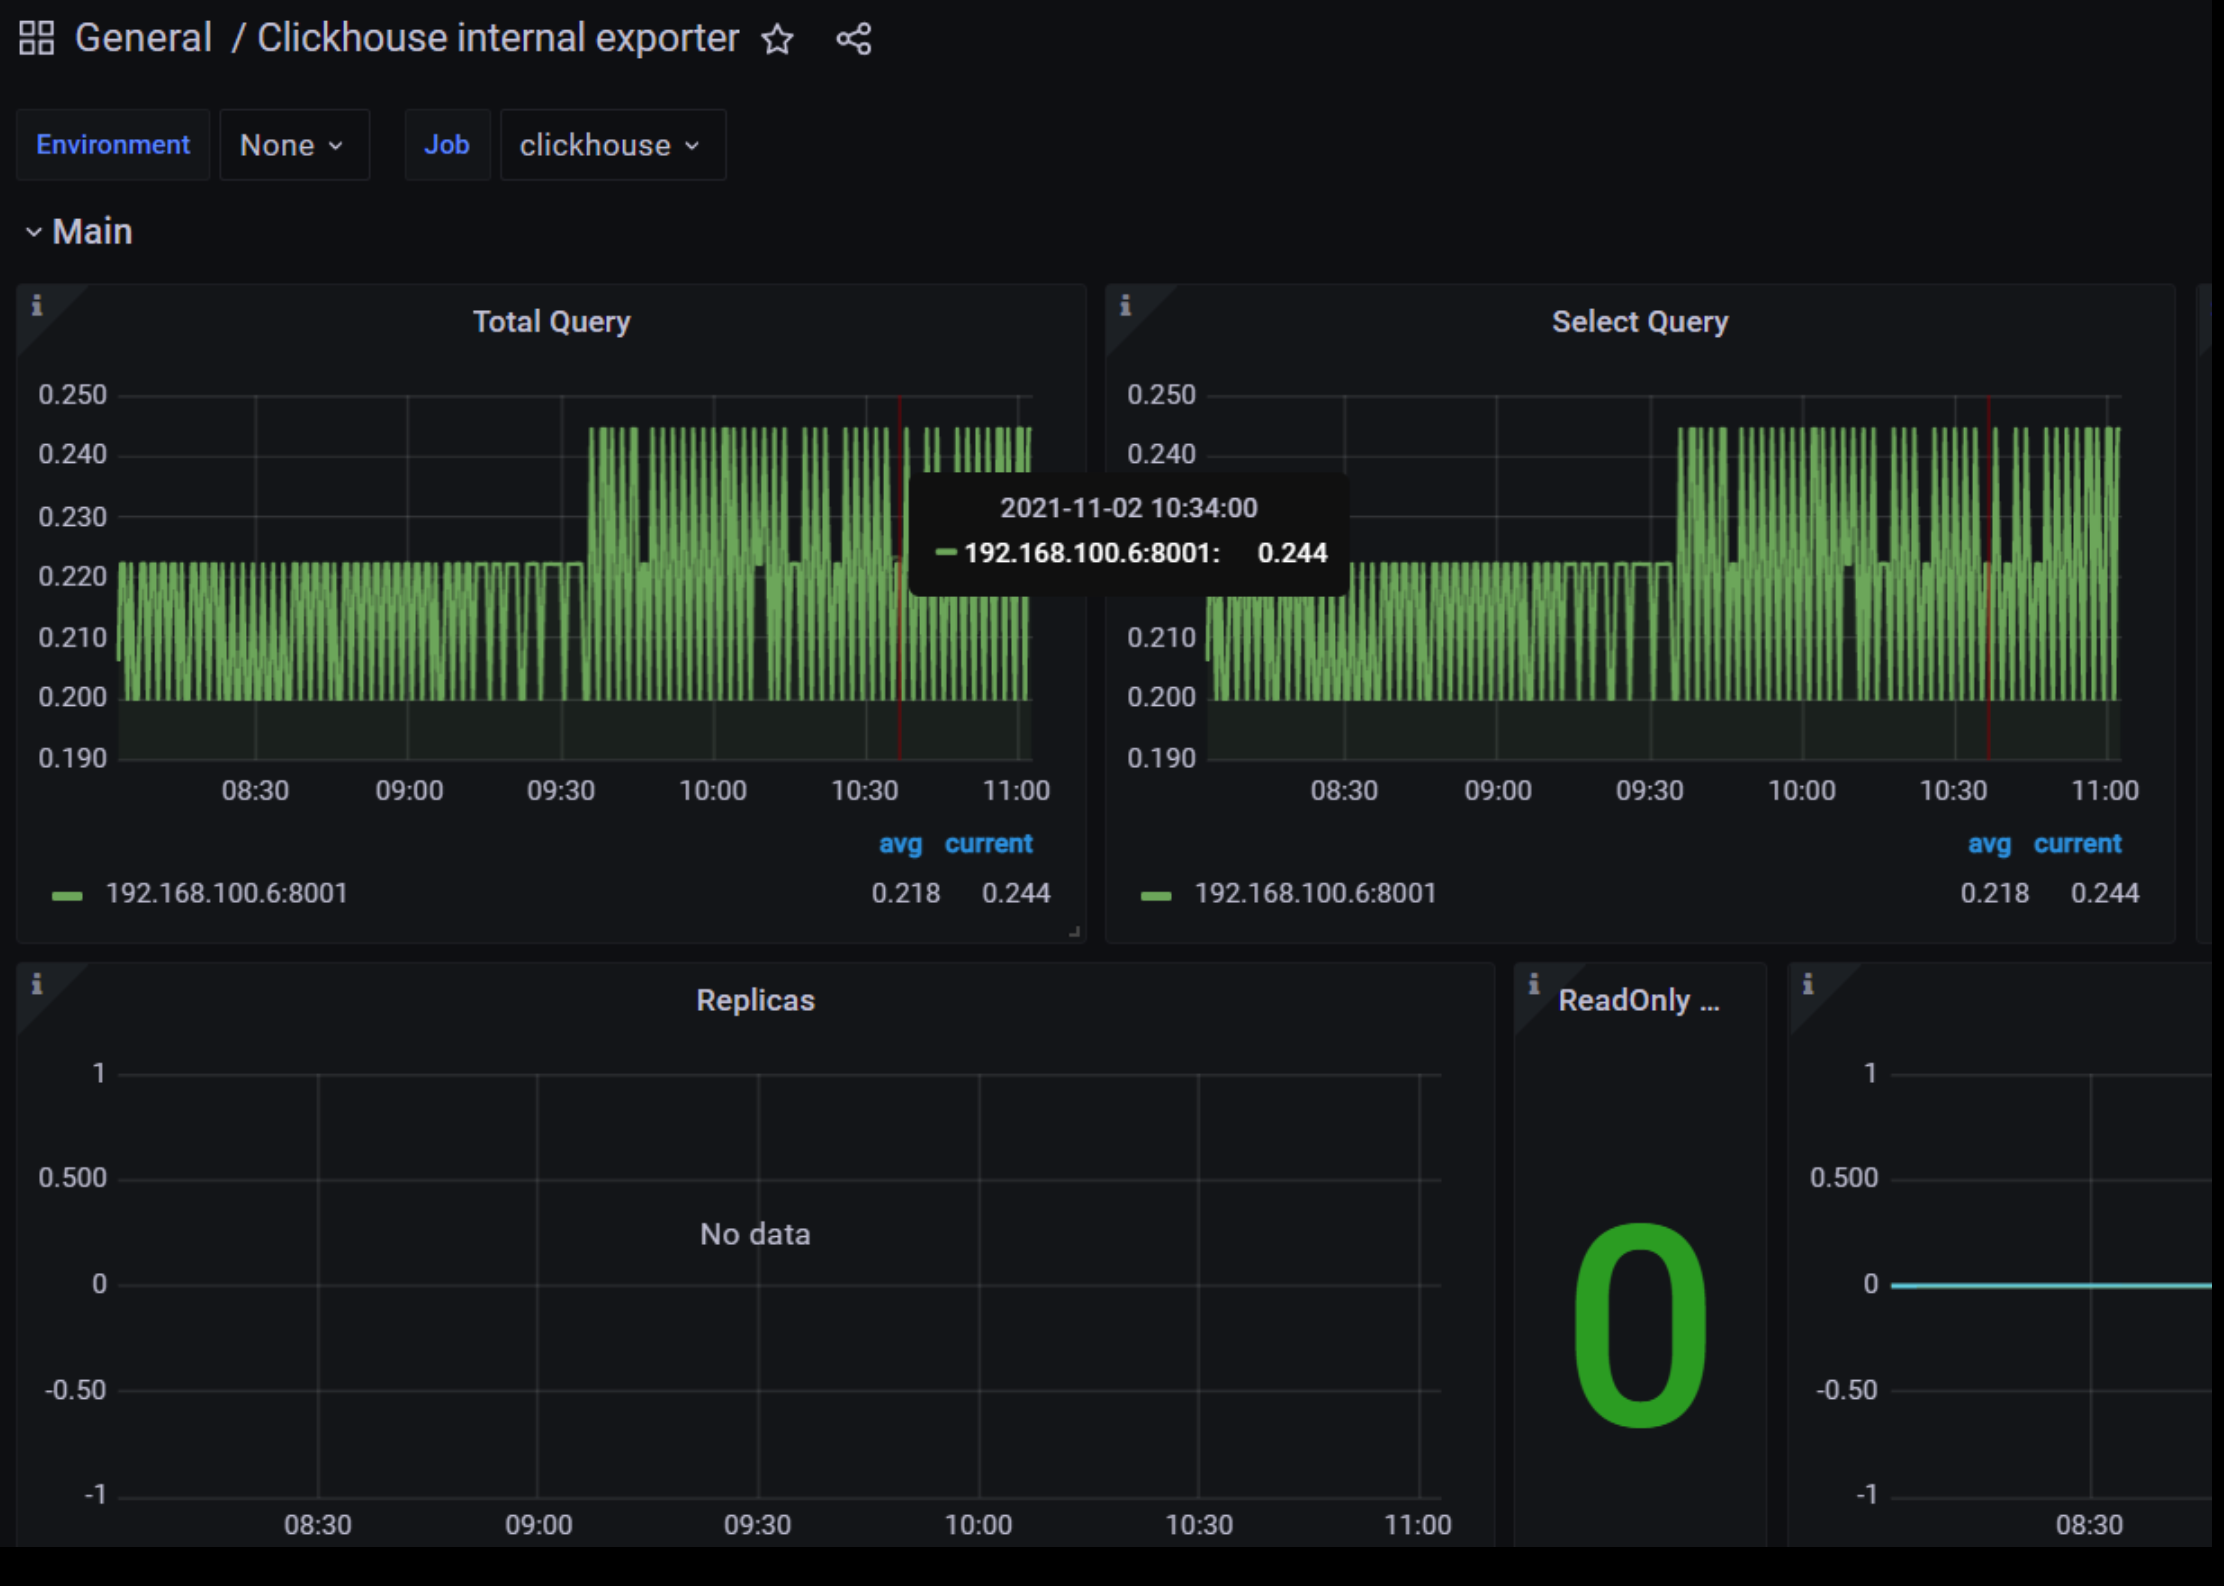 General / Clickhouse internal exporter
Environment None Job clickhouse
Main
i Total Query
0.250
0.240
0.230
0.220
0.210
0.200
0.190
08:30 09:00 09:30 10:00 10:30 11:00
avg current
192.168.100.6:8001 0.218 0.244
2021-11-02 10:34:00
192.168.100.6:8001: 0.244
i Select Query
0.250
0.240
0.210
0.200
0.190
08:30 09:00 09:30 10:00 10:30 11:00
avg current
192.168.100.6:8001 0.218 0.244
i Replicas
1
0.500
No data
0
-0.50
-1
08:30 09:00 09:30 10:00 10:30 11:00
i ReadOnly ...
0
i
1
0.500
0
-0.50
-1
08:30